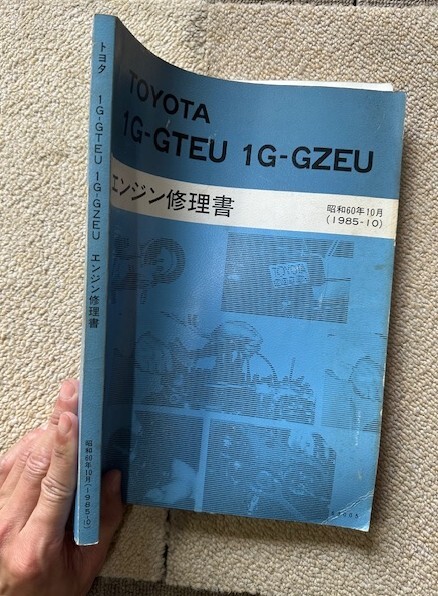 トヨタ 1G-GTEU 1G-GZEU エンジン修理書 昭和60年10月(1985-10)
TOYOTA
1G-GTEU 1G-GZEU
エンジン修理書
昭和60年10月
(1985-10)
TOYOTA